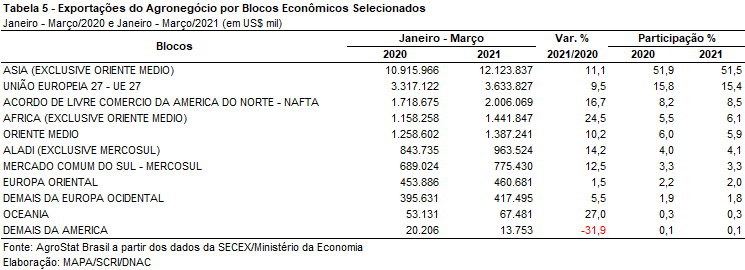 Tabela 5 - Exportações do Agronegócio por Blocos Econômicos Selecionados
Janeiro - Março/2020 e Janeiro - Março/2021 (em US$ mil)
Blocos Janeiro - Março Var. % Participação %
2020 2021 2021/2020 2020 2021
ASIA (EXCLUSIVE ORIENTE MEDIO) 10.915.966 12.123.837 11,1 51,9 51,5
UNIÃO EUROPEIA 27 - UE 27 3.317.122 3.633.827 9,5 15,8 15,4
ACORDO DE LIVRE COMERCIO DA AMERICA DO NORTE - NAFTA 1.718.675 2.006.069 16,7 8,2 8,5
AFRICA (EXCLUSIVE ORIENTE MEDIO) 1.158.258 1.441.847 24,5 5,5 6,1
ORIENTE MEDIO 1.258.602 1.387.241 10,2 6,0 5,9
ALADI (EXCLUSIVE MERCOSUL) 843.735 963.524 14,2 4,0 4,1
MERCADO COMUM DO SUL - MERCOSUL 689.024 775.430 12,5 3,3 3,3
EUROPA ORIENTAL 453.886 460.681 1,5 2,2 2,0
DEMAIS DA EUROPA OCIDENTAL 395.631 417.495 5,5 1,9 1,8
OCEANIA 53.131 67.481 27,0 0,3 0,3
DEMAIS DA AMERICA 20.206 13.753 -31,9 0,1 0,1
Fonte: AgroStat Brasil a partir dos dados da SECEX/Ministério da Economia
Elaboração: MAPA/SCRI/DNAC